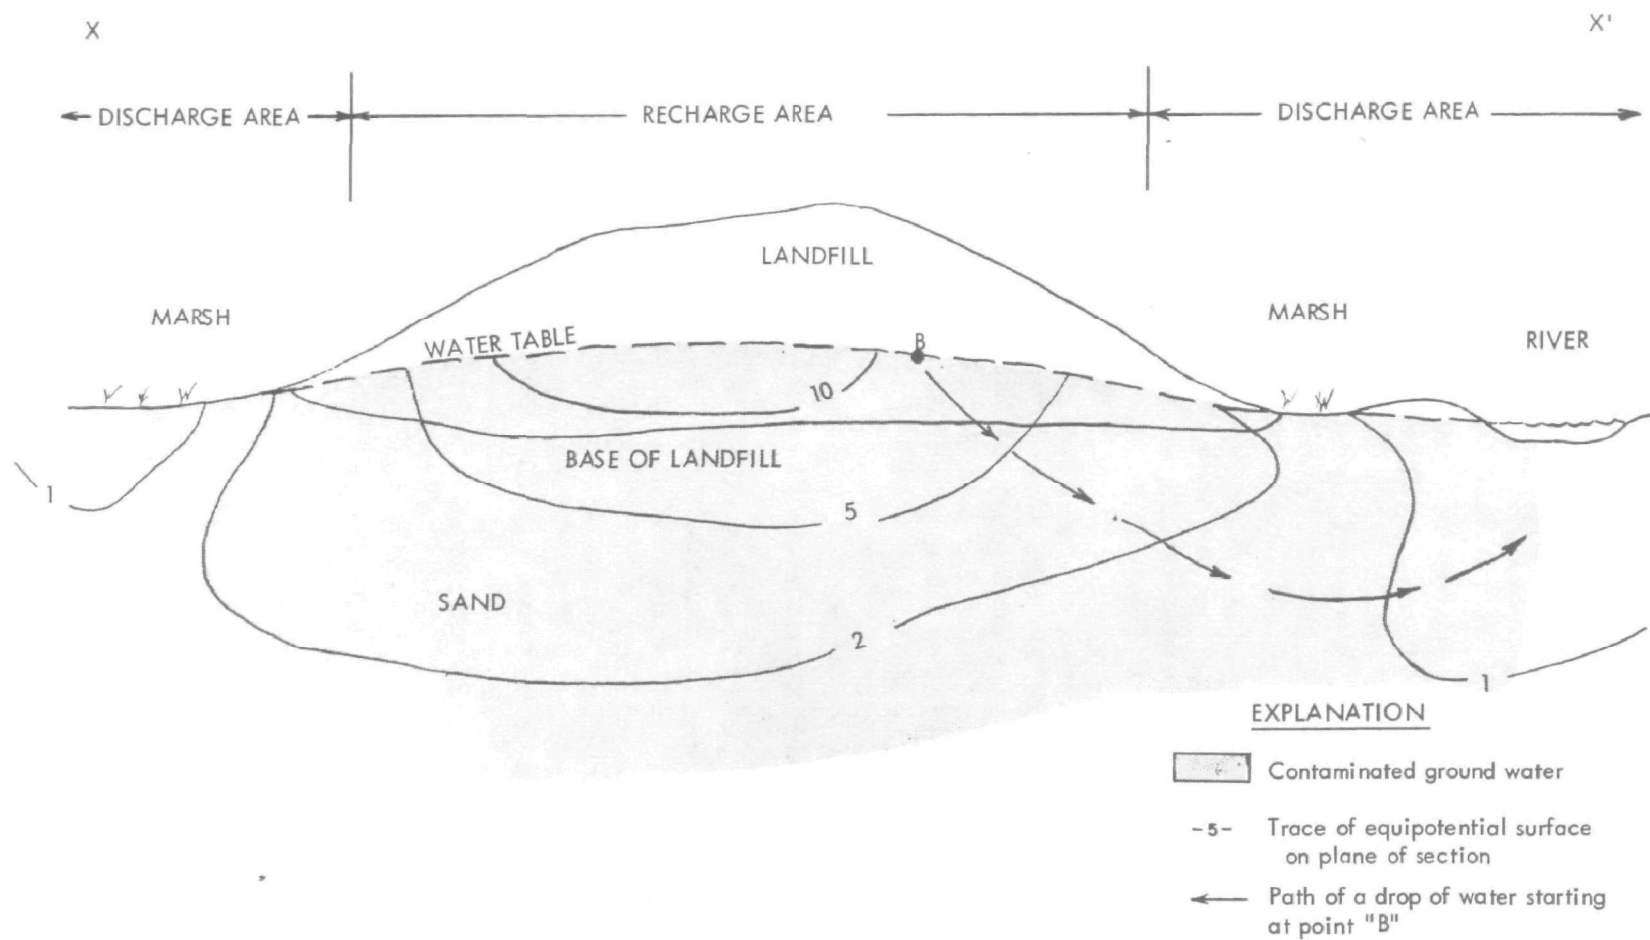 X
X'
DISCHARGE AREA
RECHARGE AREA
DISCHARGE AREA
LANDFILL
MARSH
MARSH
RIVER
WATER TABLE
B
10
BASE OF LANDFILL
1
5
SAND
2
1
EXPLANATION
Contaminated ground water
-5- Trace of equipotential surface
on plane of section
Path of a drop of water starting
at point "B"